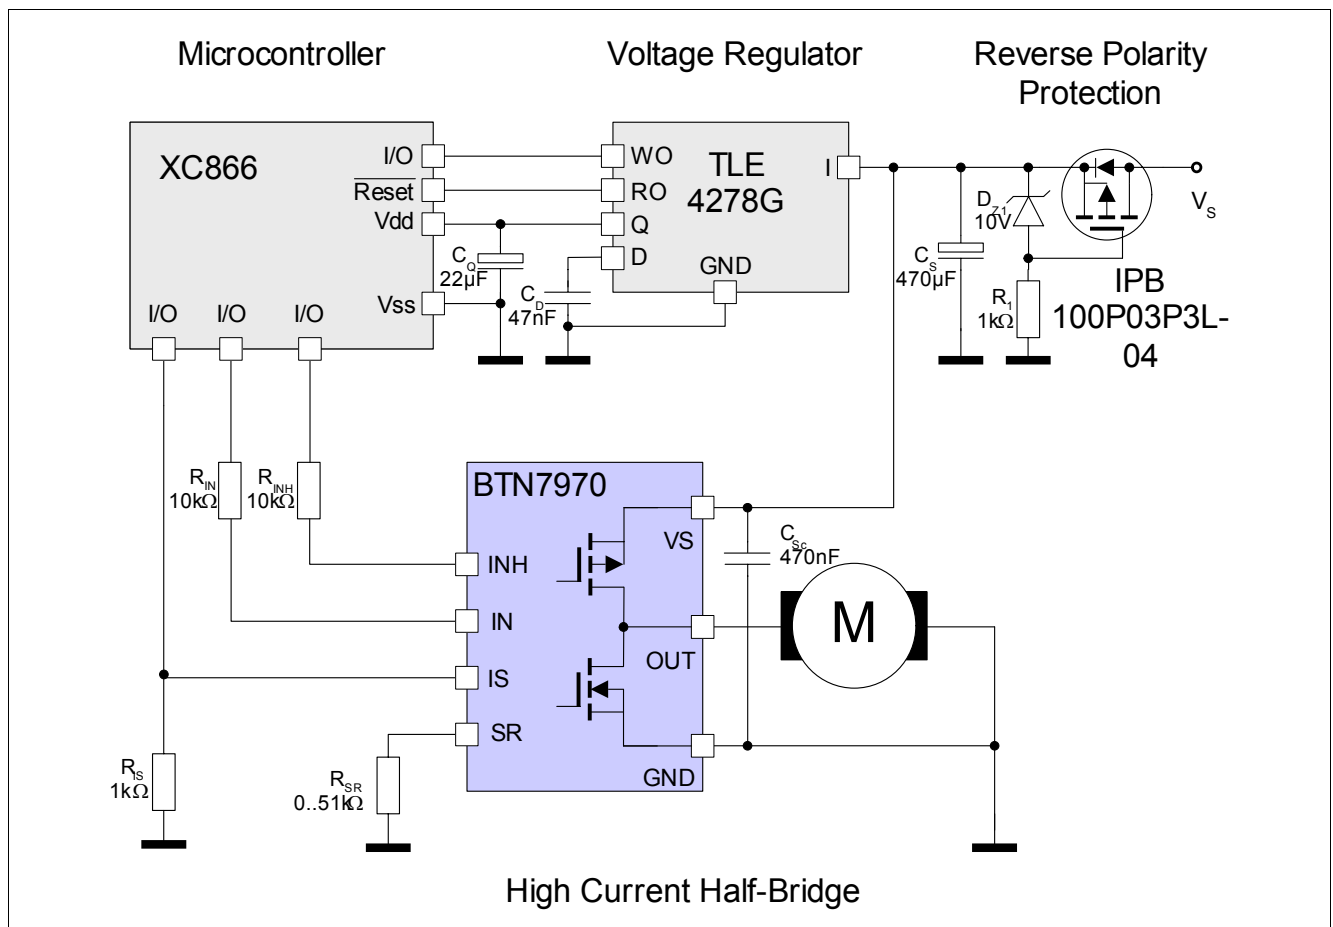 Microcontroller
Voltage Regulator
Reverse Polarity
Protection
XC866
I/O
Reset
Vdd
Vss
I/O
I/O
I/O
WO
RO
Q
D
TLE
4278G
I
GND
C_Q
22µF
C_D
47nF
C_S
470µF
D_Z1
10V
R_1
1kΩ
V_S
IPB
100P03P3L-
04
R_IN
10kΩ
R_INH
10kΩ
BTN7970
INH
IN
IS
SR
VS
OUT
GND
C_Sc
470nF
M
R_IS
1kΩ
R_SR
0..51kΩ
High Current Half-Bridge